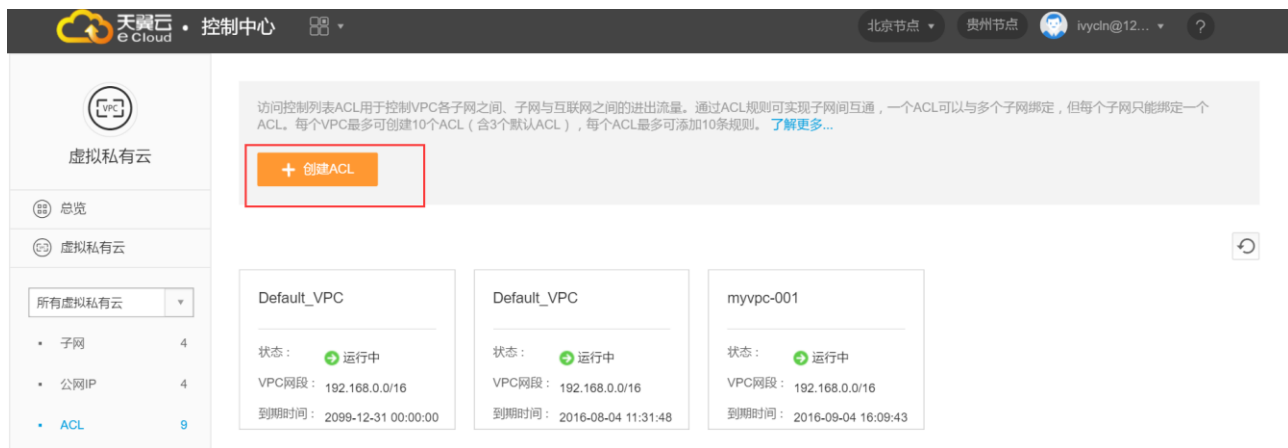 天翼云
e Cloud
· 控制中心
北京节点
贵州节点
ivycln@12...
?
VPC
虚拟私有云
总览
虚拟私有云
所有虚拟私有云
子网 4
公网IP 4
ACL 9
访问控制列表ACL用于控制VPC各子网之间、子网与互联网之间的进出流量。通过ACL规则可实现子网间互通，一个ACL可以与多个子网绑定，但每个子网只能绑定一个
ACL。每个VPC最多可创建10个ACL（含3个默认ACL），每个ACL最多可添加10条规则。 了解更多...
+ 创建ACL
Default_VPC
状态： 运行中
VPC网段： 192.168.0.0/16
到期时间： 2099-12-31 00:00:00
Default_VPC
状态： 运行中
VPC网段： 192.168.0.0/16
到期时间： 2016-08-04 11:31:48
myvpc-001
状态： 运行中
VPC网段： 192.168.0.0/16
到期时间： 2016-09-04 16:09:43